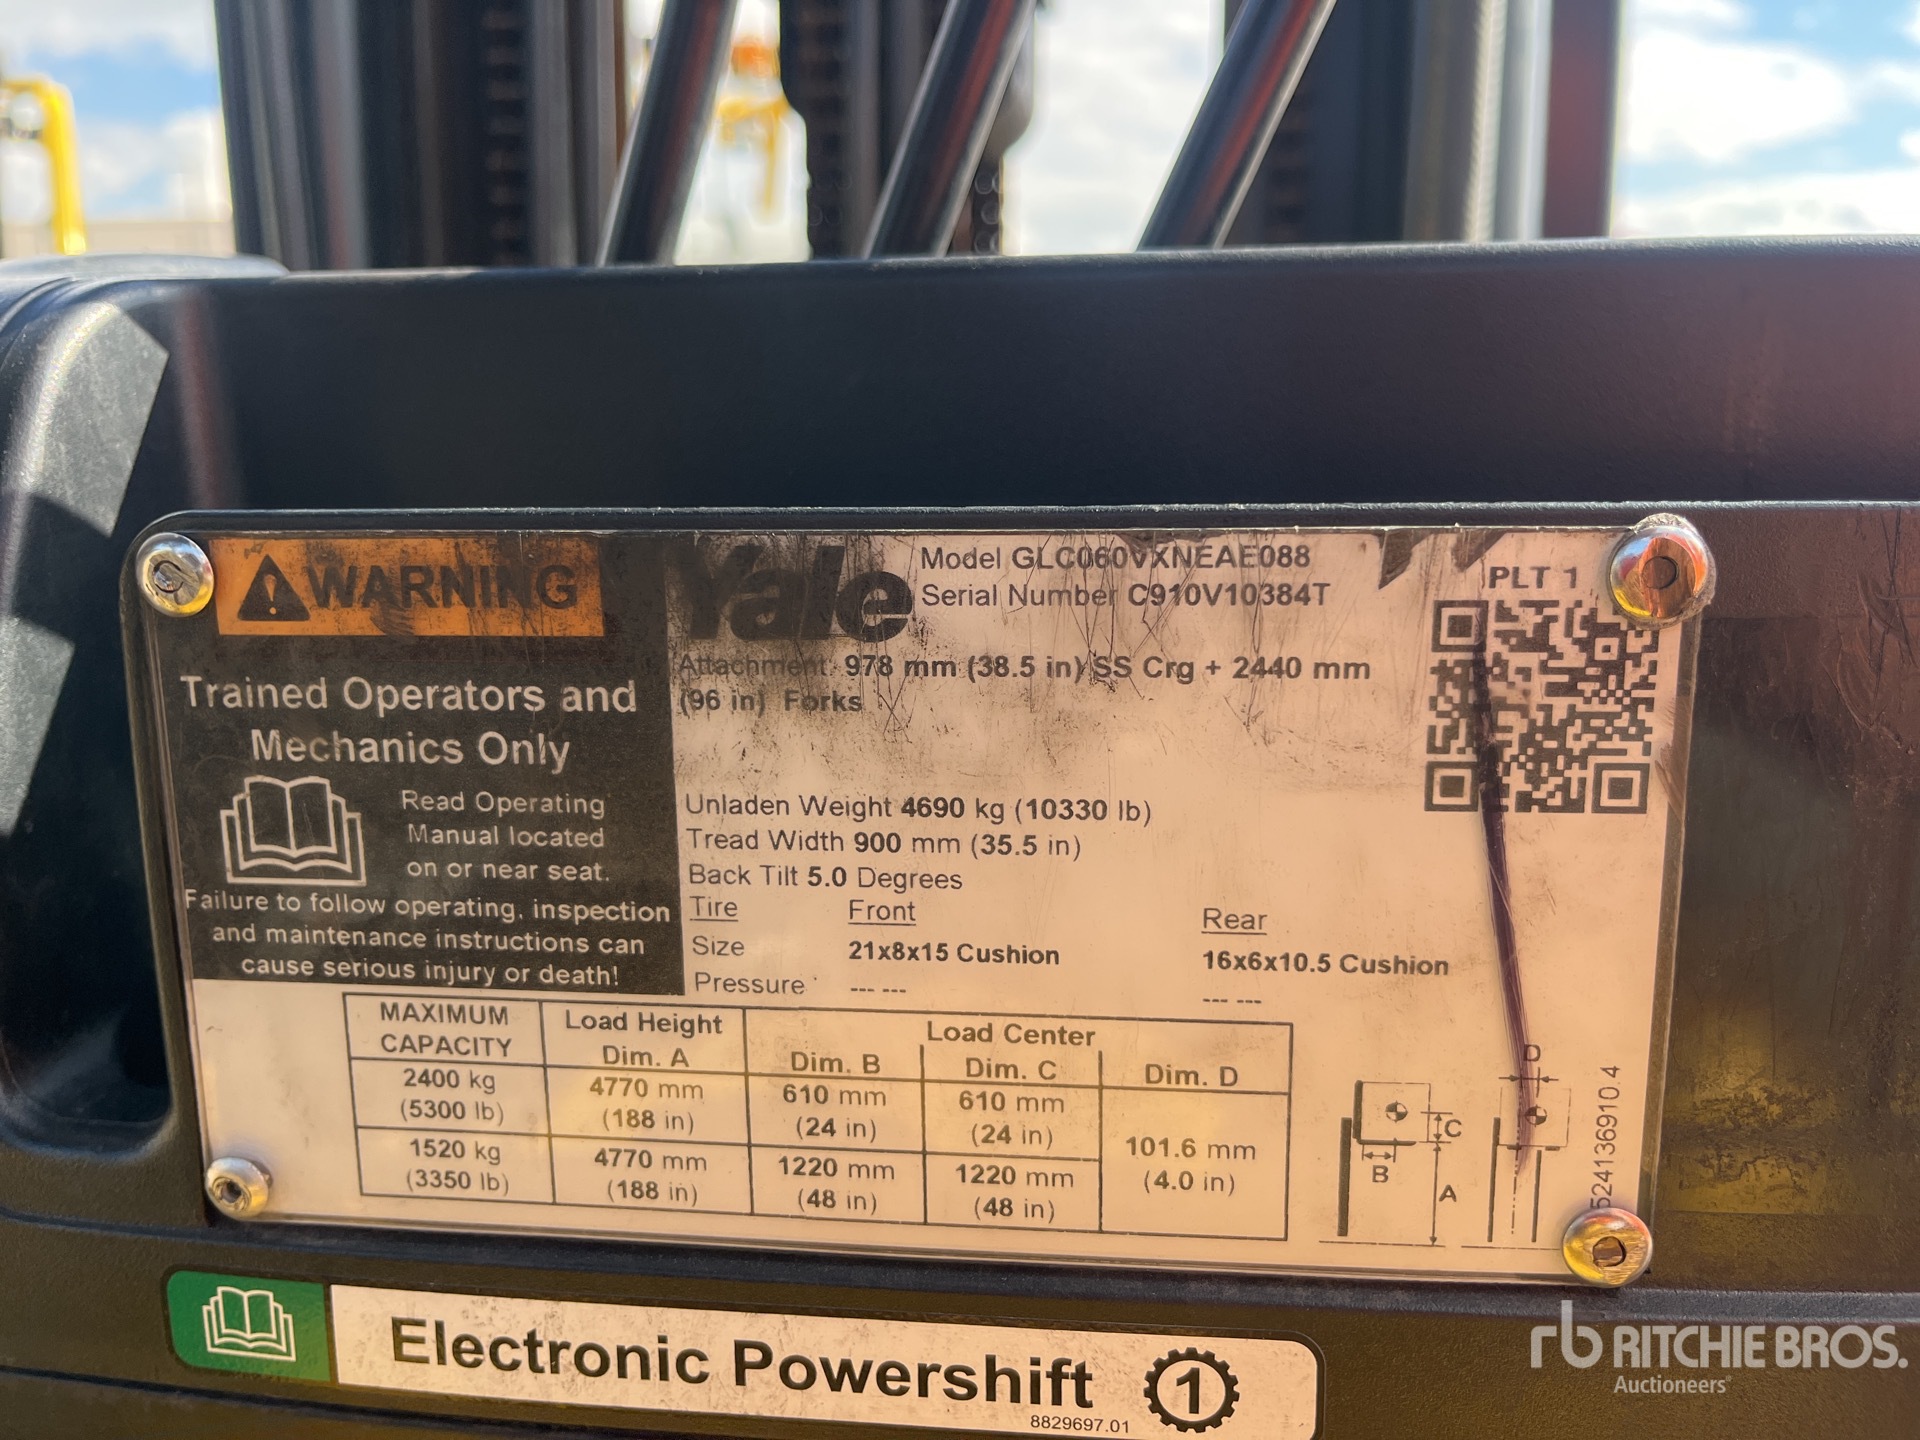 WARNING
Trained Operators and
Mechanics Only
Read Operating
Manual located
on or near seat.
Failure to follow operating, inspection
and maintenance instructions can
cause serious injury or death!
Yale
Model GLC060VXNEAE088
Serial Number C910V10384T
PLT 1
Attachment: 978 mm (38.5 in) SS Crg + 2440 mm
(96 in) Forks
Unladen Weight 4690 kg (10330 lb)
Tread Width 900 mm (35.5 in)
Back Tilt 5.0 Degrees
Tire Front Rear
Size 21x8x15 Cushion 16x6x10.5 Cushion
Pressure --- --- --- ---
MAXIMUM CAPACITY Load Height Dim. A Load Center
Dim. B Dim. C Dim. D
2400 kg 4770 mm 610 mm 610 mm
(5300 lb) (188 in) (24 in) (24 in)
101.6 mm
(4.0 in)
1520 kg 4770 mm 1220 mm 1220 mm
(3350 lb) (188 in) (48 in) (48 in)
D
C
B
A
524136910.4
Electronic Powershift 1
8829697.01
rb RITCHIE BROS.
Auctioneers